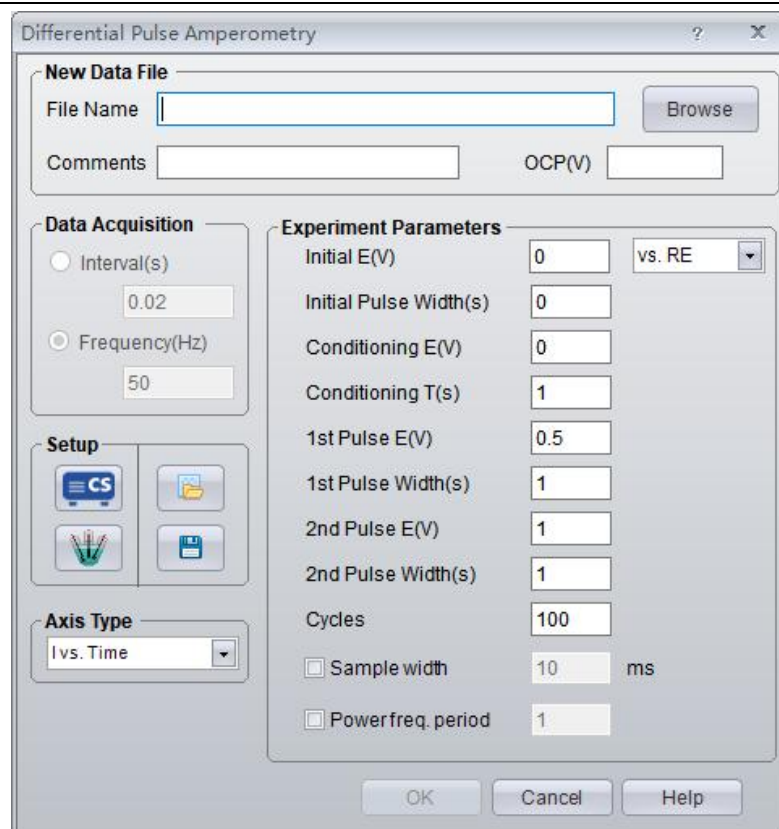 Differential Pulse Amperometry ? X
New Data File
File Name Browse
Comments OCP(V)
Data Acquisition
Interval(s)
0.02
Frequency(Hz)
50
Setup
CS
Axis Type
I vs. Time
Experiment Parameters
Initial E(V) 0 vs. RE
Initial Pulse Width(s) 0
Conditioning E(V) 0
Conditioning T(s) 1
1st Pulse E(V) 0.5
1st Pulse Width(s) 1
2nd Pulse E(V) 1
2nd Pulse Width(s) 1
Cycles 100
Sample width 10 ms
Power freq. period 1
OK Cancel Help